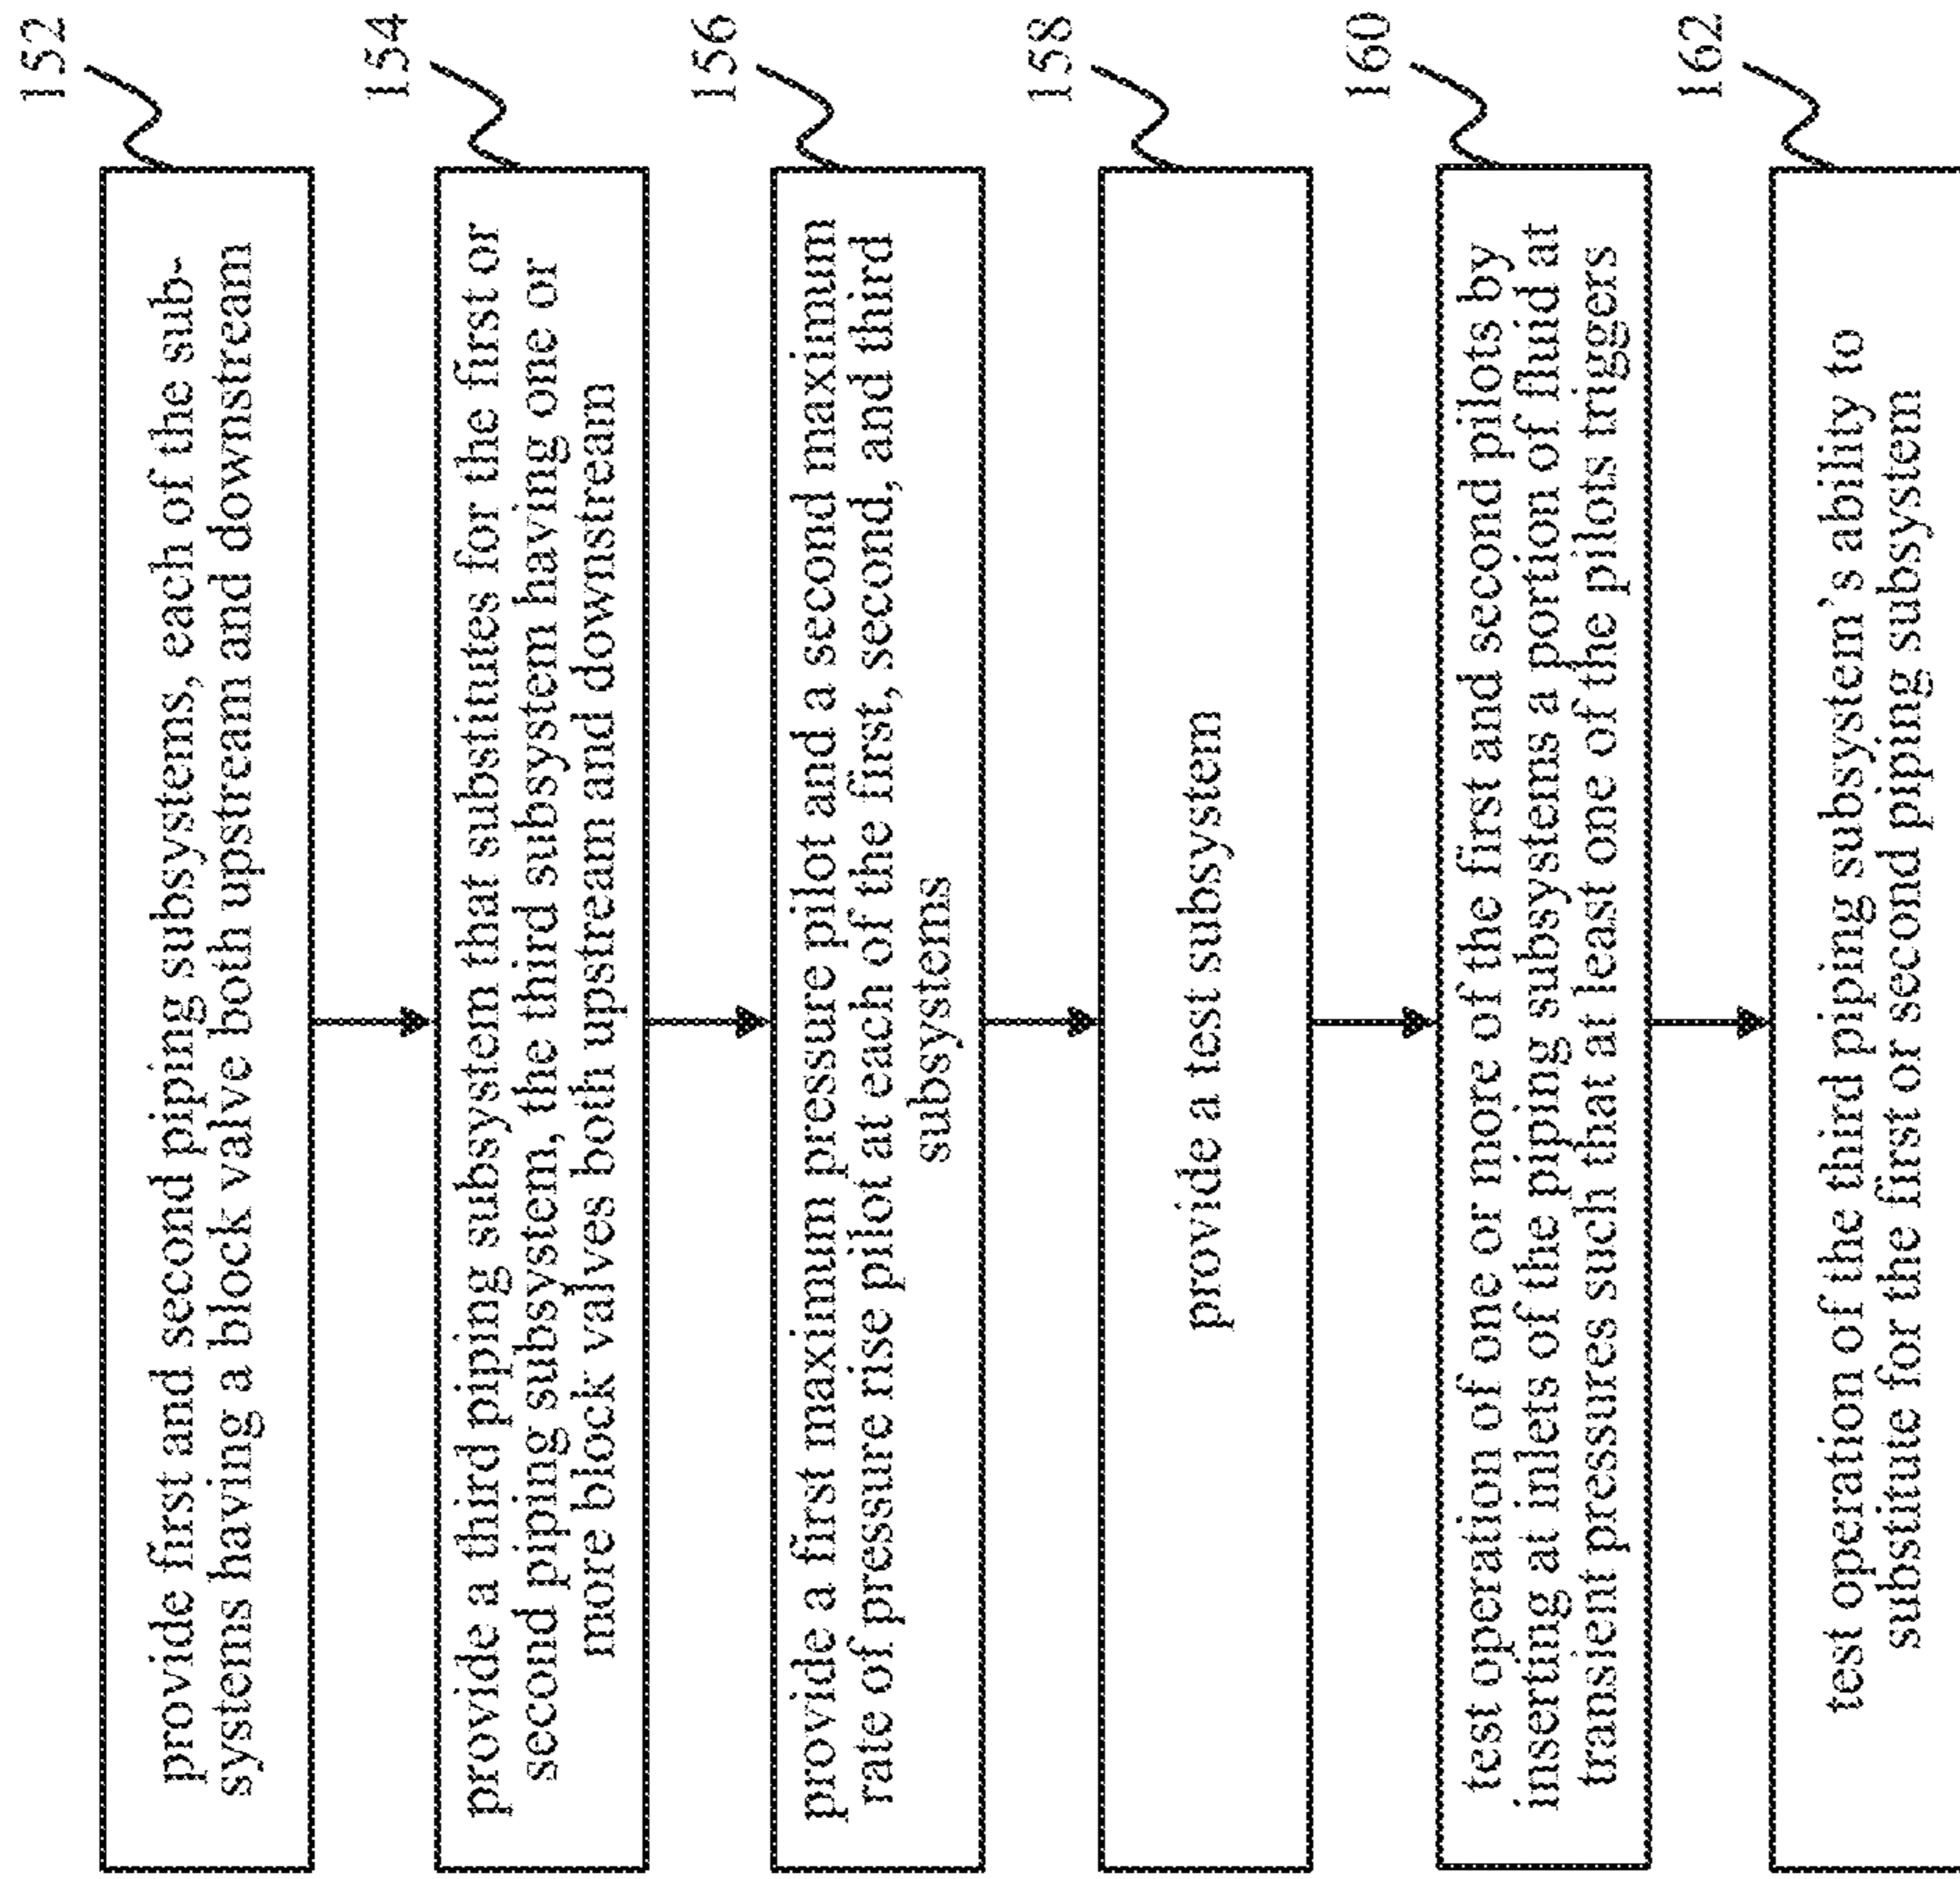 152
provide first and second piping subsystems, each of the sub-
systems having a block valve both upstream and downstream
154
provide a third piping subsystem that substitutes for the first or
second piping subsystem, the third subsystem having one or
more block valves both upstream and downstream
156
provide a first maximum pressure pilot and a second maximum
rate of pressure rise pilot at each of the first, second, and third
subsystems
158
provide a test subsystem
160
test operation of one or more of the first and second pilots by
inserting at inlets of the piping subsystems a portion of fluid at
transient pressures such that at least one of the pilots triggers
162
test operation of the third piping subsystem's ability to
substitute for the first or second piping subsystem